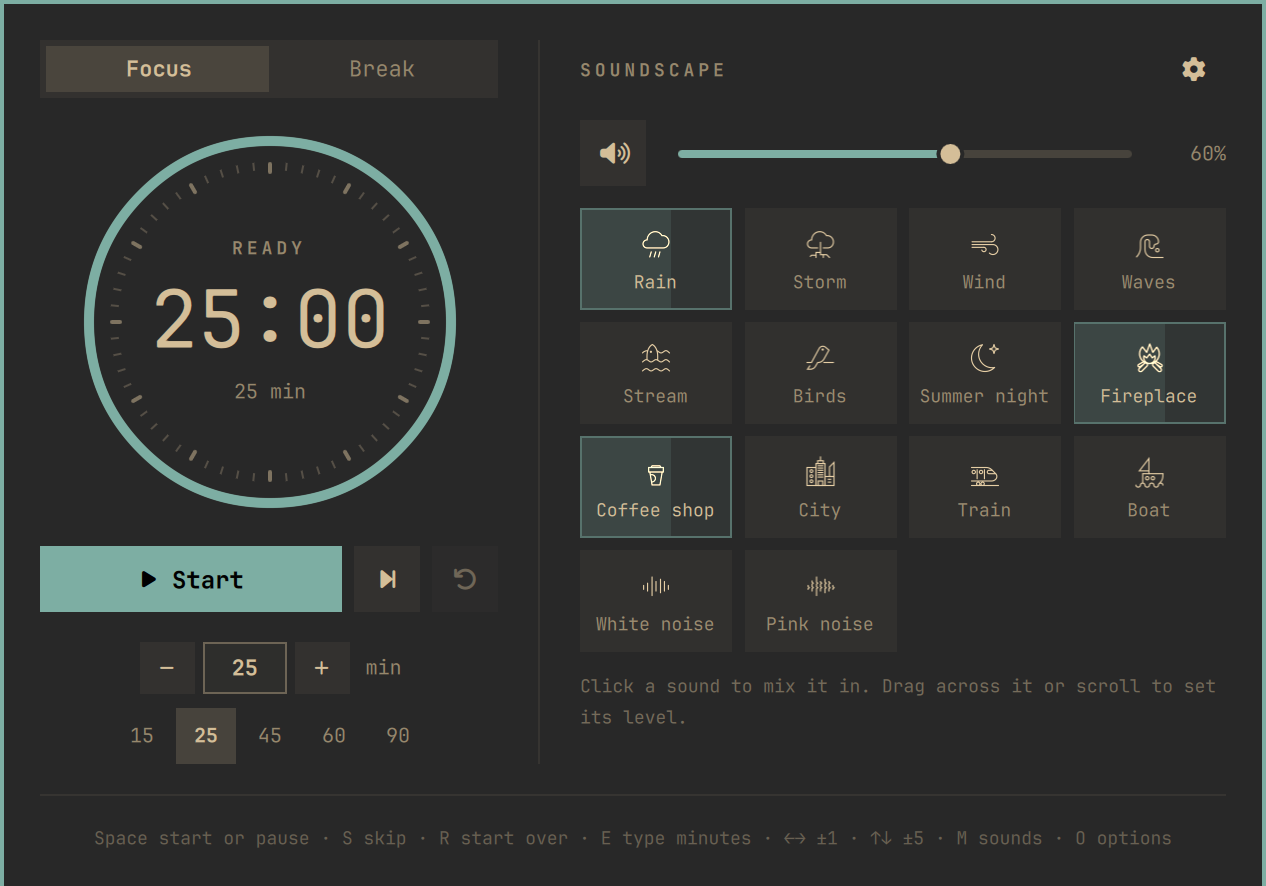 Focus
Break
READY
25:00
25 min
Start
− 25 + min
15 25 45 60 90
SOUNDSCAPE
60%
Rain
Storm
Wind
Waves
Stream
Birds
Summer night
Fireplace
Coffee shop
City
Train
Boat
White noise
Pink noise
Click a sound to mix it in. Drag across it or scroll to set
its level.
Space start or pause · S skip · R start over · E type minutes · ↔ ±1 · ↑↓ ±5 · M sounds · O options